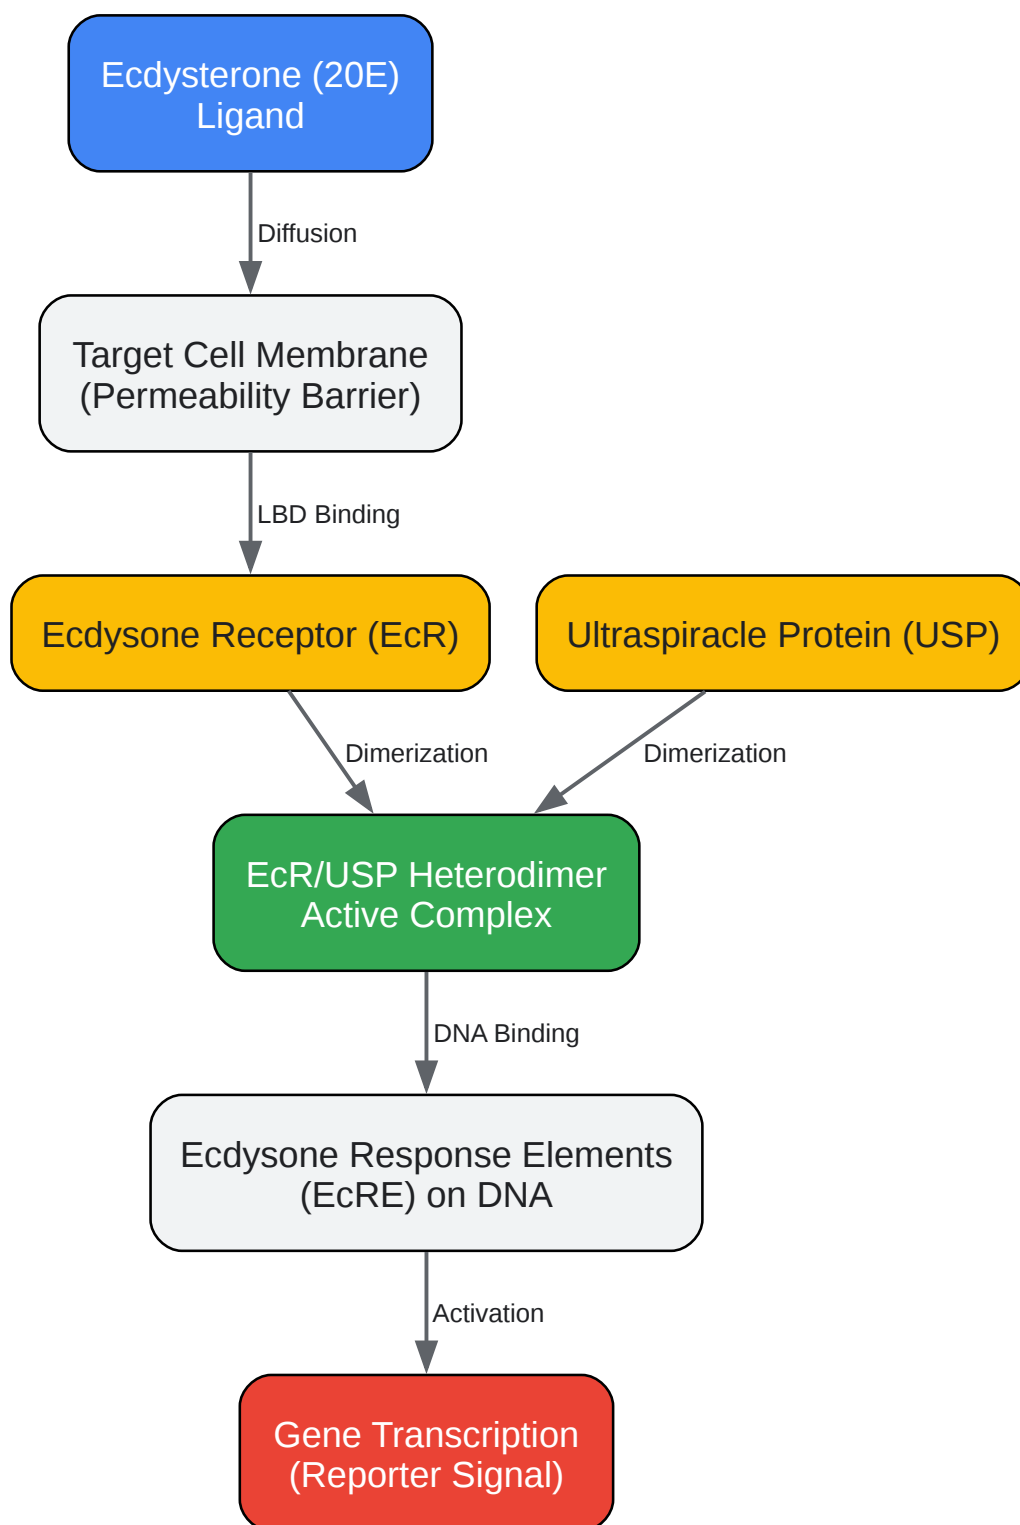 Ecdysterone (20E)
Ligand
Diffusion
Target Cell Membrane
(Permeability Barrier)
LBD Binding
Ecdysone Receptor (EcR)
Ultraspiracle Protein (USP)
Dimerization
Dimerization
EcR/USP Heterodimer
Active Complex
DNA Binding
Ecdysone Response Elements
(EcRE) on DNA
Activation
Gene Transcription
(Reporter Signal)